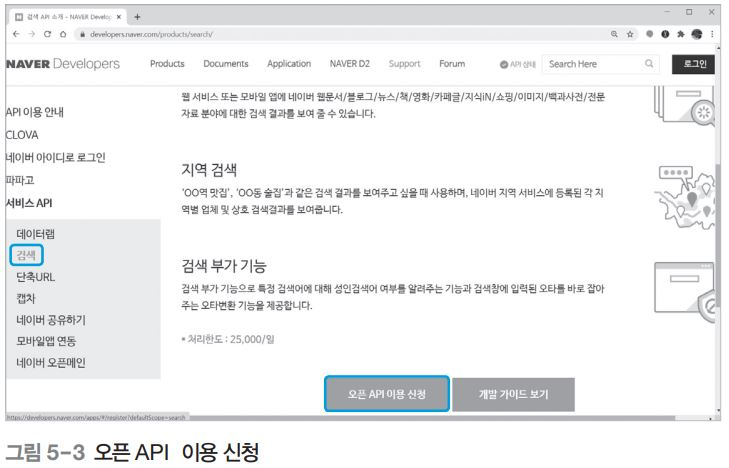 검색 API 소개 - NAVER Develop
developers.naver.com/products/search/
NAVER Developers
Products
Documents
Application
NAVER D2
Support
Forum
API 상태
Search Here
로그인
API 이용 안내
CLOVA
네이버 아이디로 로그인
파파고
서비스 API
데이터랩
검색
단축URL
캡차
네이버 공유하기
모바일앱 연동
네이버 오픈메인
웹 서비스 또는 모바일 앱에 네이버 웹문서/블로그/뉴스/책/영화/카페글/지식iN/쇼핑/이미지/백과사전/전문
자료 분야에 대한 검색 결과를 보여 줄 수 있습니다.
지역 검색
'OO역 맛집', 'OO동 술집'과 같은 검색 결과를 보여주고 싶을 때 사용하며, 네이버 지역 서비스에 등록된 각 지
역별 업체 및 상호 검색결과를 보여줍니다.
검색 부가 기능
검색 부가 기능으로 특정 검색어에 대해 성인검색어 여부를 알려주는 기능과 검색창에 입력된 오타를 바로 잡아
주는 오타변환 기능을 제공합니다.
• 처리한도 : 25,000/일
오픈 API 이용 신청
개발 가이드 보기
https://developers.naver.com/apps/#/register?defaultScope=search
그림 5-3 오픈 API 이용 신청